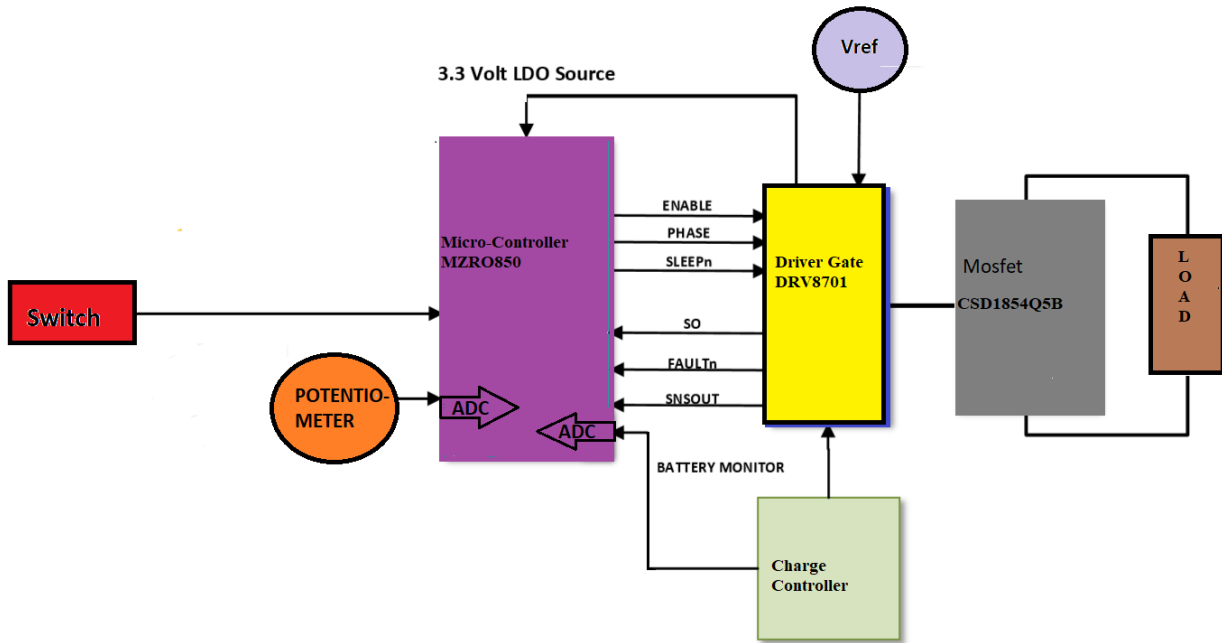 Vref
3.3 Volt LDO Source
ENABLE
PHASE
SLEEPn
Micro-Controller
MZRO850
Driver Gate
DRV8701
Mosfet
CSD1854Q5B
LOAD
Switch
SO
FAULTn
SNSOUT
POTENTIO-
METER
ADC
ADC
BATTERY MONITOR
Charge
Controller